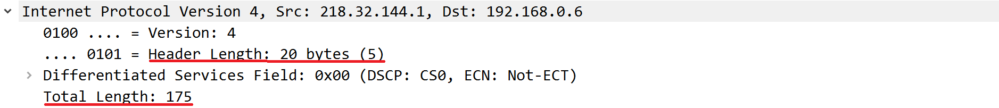 Internet Protocol Version 4, Src: 218.32.144.1, Dst: 192.168.0.6
0100 .... = Version: 4
.... 0101 = Header Length: 20 bytes (5)
Differentiated Services Field: 0x00 (DSCP: CS0, ECN: Not-ECT)
Total Length: 175